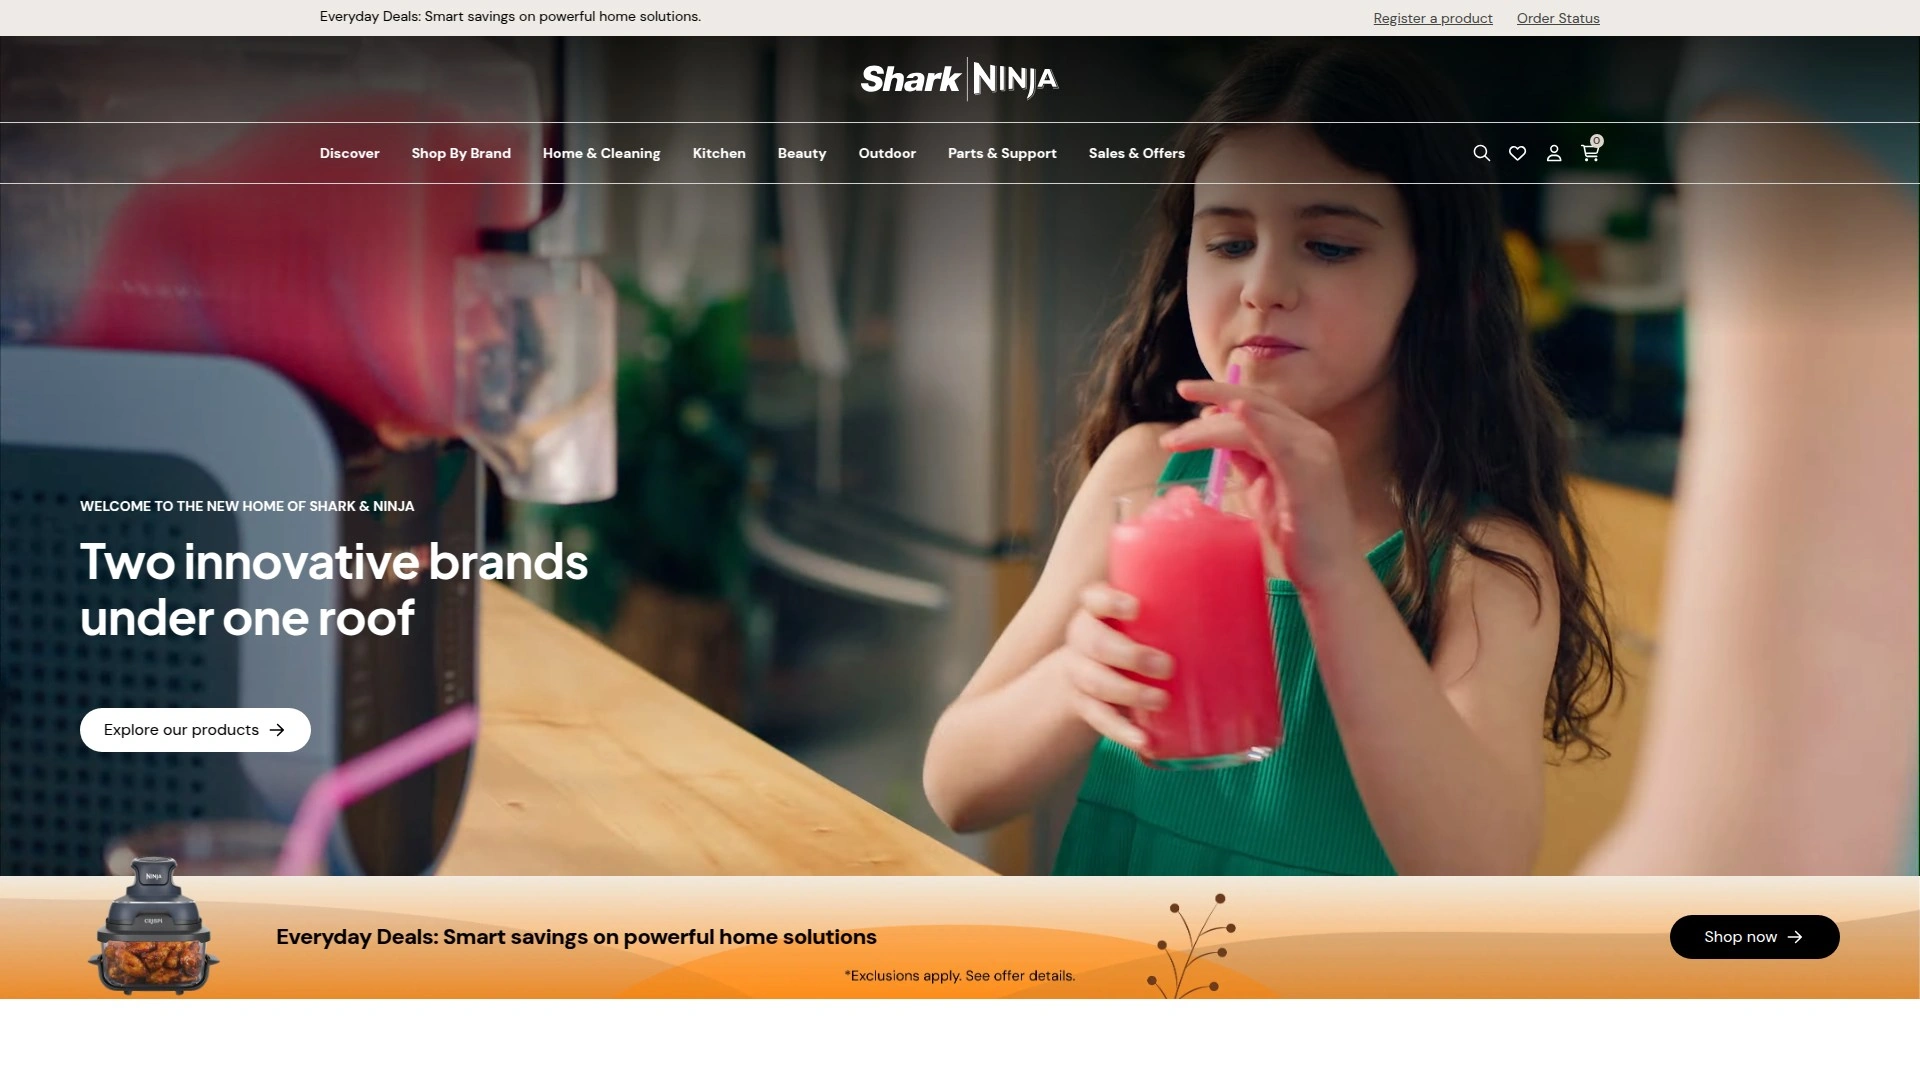 Everyday Deals: Smart savings on powerful home solutions.
Register a product
Order Status
Shark NINJA
Discover
Shop By Brand
Home & Cleaning
Kitchen
Beauty
Outdoor
Parts & Support
Sales & Offers
0
WELCOME TO THE NEW HOME OF SHARK & NINJA
Two innovative brands
under one roof
Explore our products
NINJA
CRISPi
Everyday Deals: Smart savings on powerful home solutions
Shop now
*Exclusions apply. See offer details.